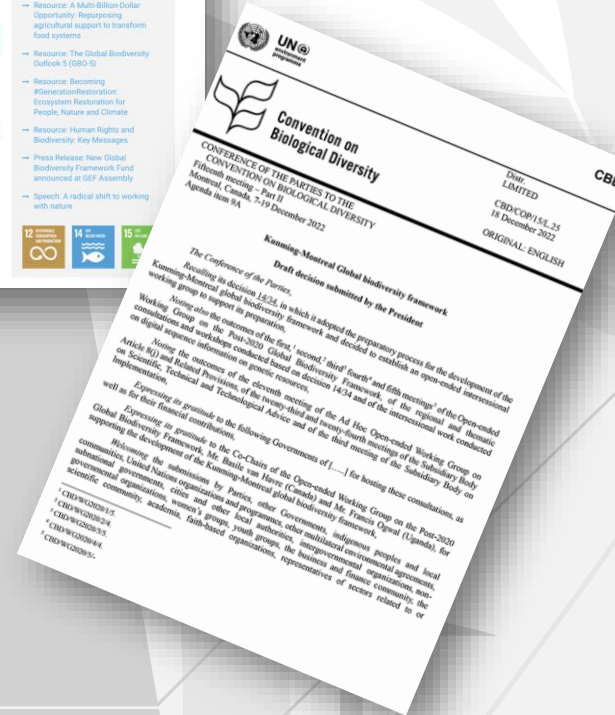 → Resource: A Multi-Billion-Dollar
Opportunity: Repurposing
agricultural support to transform
food systems
→ Resource: The Global Biodiversity
Outlook 5 (GBO-5)
→ Resource: Becoming
#GenerationRestoration:
Ecosystem Restoration for
People, Nature and Climate
→ Resource: Human Rights and
Biodiversity: Key Messages
→ Press Release: New Global
Biodiversity Framework Fund
announced at GEF Assembly
→ Speech: A radical shift to working
with nature
12
14
15
UN
environment
programme
CBD
Convention on
Biological Diversity
Distr.
LIMITED
CBD/COP/15/L.25
18 December 2022
ORIGINAL: ENGLISH
CONFERENCE OF THE PARTIES TO THE
CONVENTION ON BIOLOGICAL DIVERSITY
Fifteenth meeting – Part II
Montreal, Canada, 7-19 December 2022
Agenda item 9A
Kunming-Montreal Global biodiversity framework
Draft decision submitted by the President
The Conference of the Parties,
Recalling its decision 14/34, in which it adopted the preparatory process for the development of the
Kunming-Montreal global biodiversity framework and decided to establish an open-ended intersessional
working group to support its preparation,
Noting also the outcomes of the first,1 second,2 third3 fourth4 and fifth meetings5 of the Open-ended
Working Group on the Post-2020 Global Biodiversity Framework, of the regional and thematic
consultations and workshops conducted based on decision 14/34 and of the intersessional work conducted
on digital sequence information on genetic resources,
Noting the outcomes of the eleventh meeting of the Ad Hoc Open-ended Working Group on
Article 8(j) and Related Provisions, of the twenty-third and twenty-fourth meetings of the Subsidiary Body
on Scientific, Technical and Technological Advice and of the third meeting of the Subsidiary Body on
Implementation,
Expressing its gratitude to the following Governments of [.....] for hosting these consultations, as
well as for their financial contributions,
Expressing its gratitude to the Co-Chairs of the Open-ended Working Group on the Post-2020
Global Biodiversity Framework, Mr. Basile van Havre (Canada) and Mr. Francis Ogwal (Uganda), for
supporting the development of the Kunming-Montreal global biodiversity framework,
Welcoming the submissions by Parties, other Governments, indigenous peoples and local
communities, United Nations organizations and programmes, other multilateral environmental agreements,
subnational governments, cities and other local authorities, intergovernmental organizations, non-
governmental organizations, women's groups, youth groups, the business and finance community, the
scientific community, academia, faith-based organizations, representatives of sectors related to or
1 CBD/WG2020/1/5.
2 CBD/WG2020/2/4.
3 CBD/WG2020/3/5.
4 CBD/WG2020/4/4.
5 CBD/WG2020/5/-.